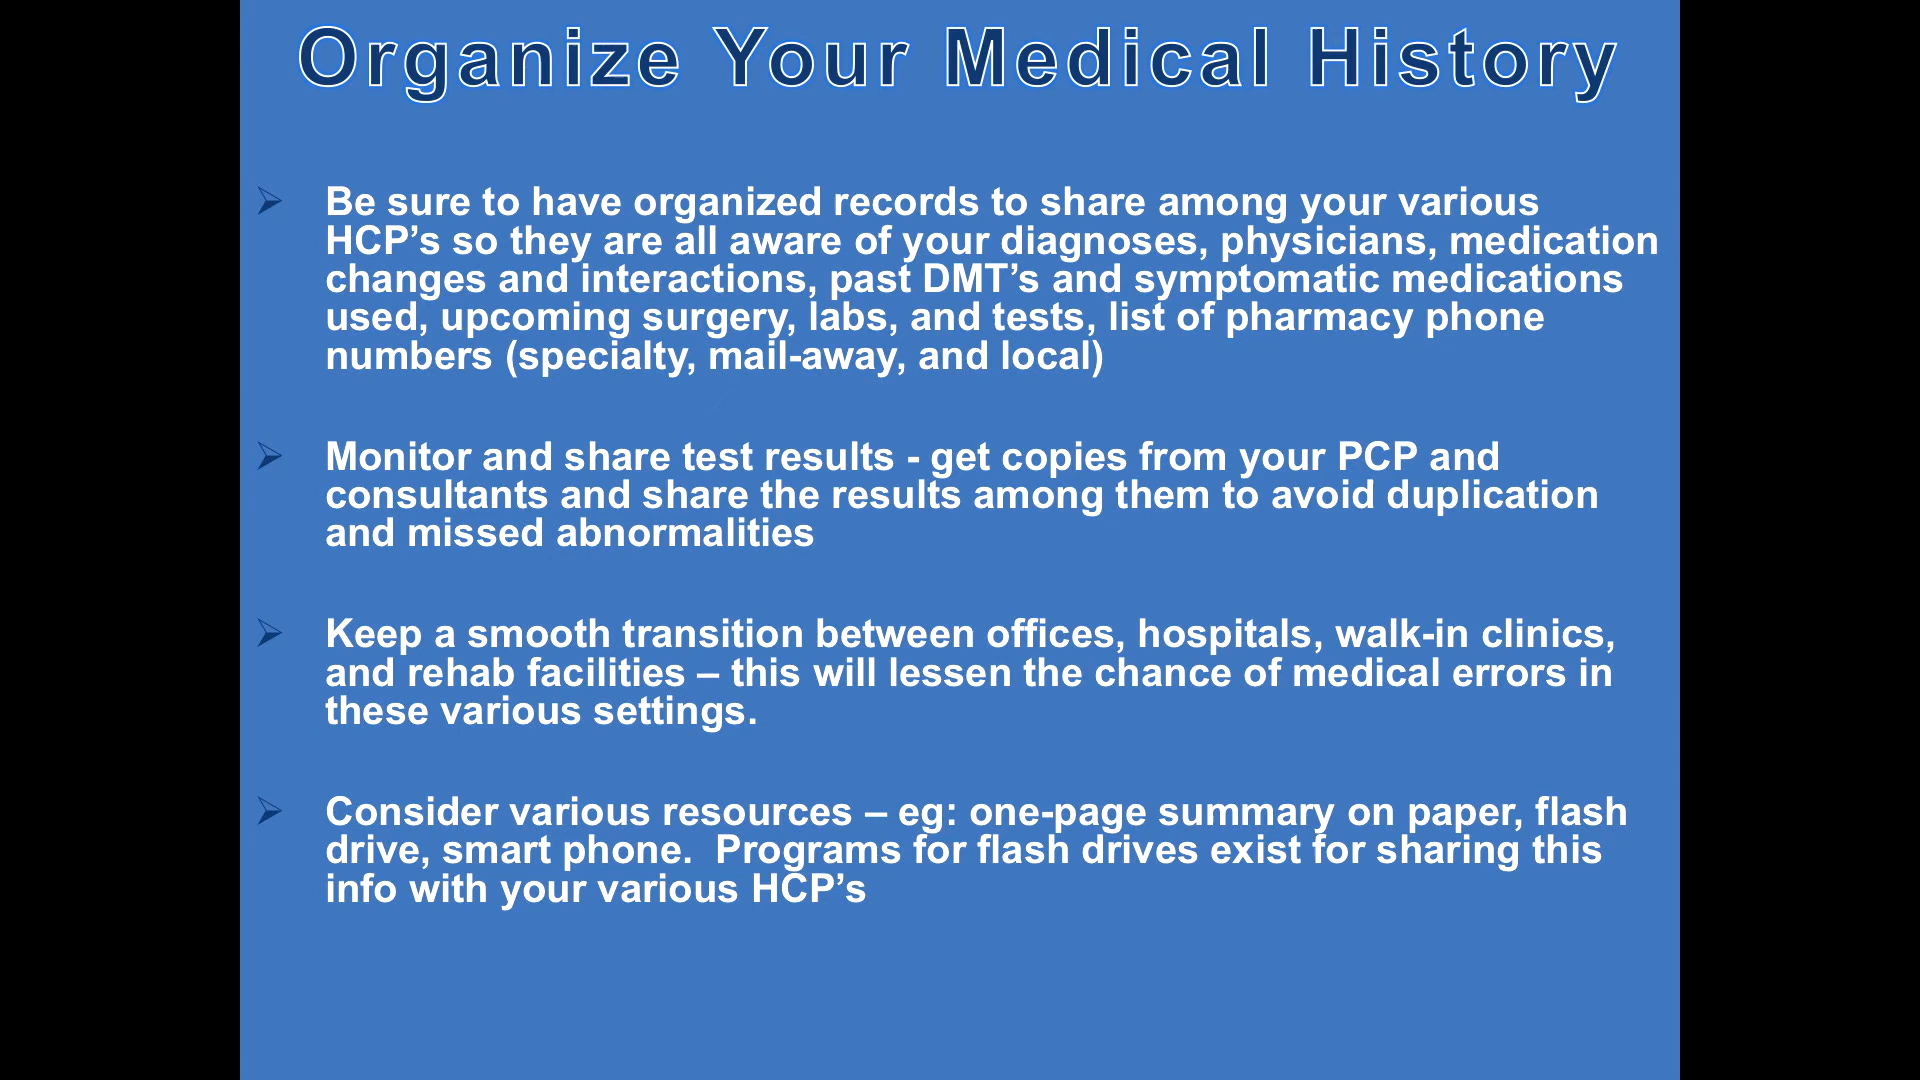 Organize Your Medical History
Be sure to have organized records to share among your various
HCP’s so they are all aware of your diagnoses, physicians, medication
changes and interactions, past DMT’s and symptomatic medications
used, upcoming surgery, labs, and tests, list of pharmacy phone
numbers (specialty, mail-away, and local)
Monitor and share test results - get copies from your PCP and
consultants and share the results among them to avoid duplication
and missed abnormalities
Keep a smooth transition between offices, hospitals, walk-in clinics,
and rehab facilities – this will lessen the chance of medical errors in
these various settings.
Consider various resources – eg: one-page summary on paper, flash
drive, smart phone.  Programs for flash drives exist for sharing this
info with your various HCP’s